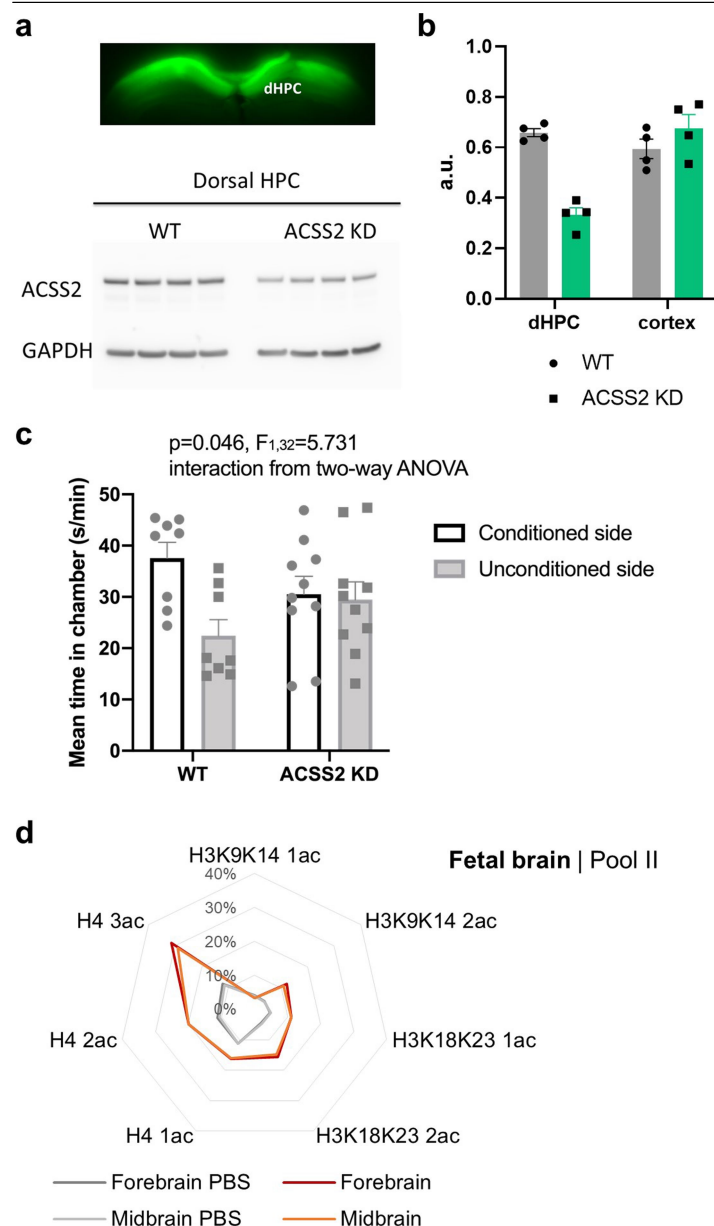 a
dHPC
Dorsal HPC
WT ACSS2 KD
ACSS2
GAPDH
b
1.0
0.8
0.6
0.4
0.2
0.0
a.u.
dHPC cortex
WT
ACSS2 KD
c
p=0.046, F1,32=5.731
interaction from two-way ANOVA
50
40
30
20
10
0
Mean time in chamber (s/min)
WT ACSS2 KD
Conditioned side
Unconditioned side
d
Fetal brain | Pool II
H3K9K14 1ac
40%
30%
20%
10%
0%
H3K9K14 2ac
H3K18K23 1ac
H3K18K23 2ac
H4 1ac
H4 2ac
H4 3ac
Forebrain PBS Forebrain
Midbrain PBS Midbrain